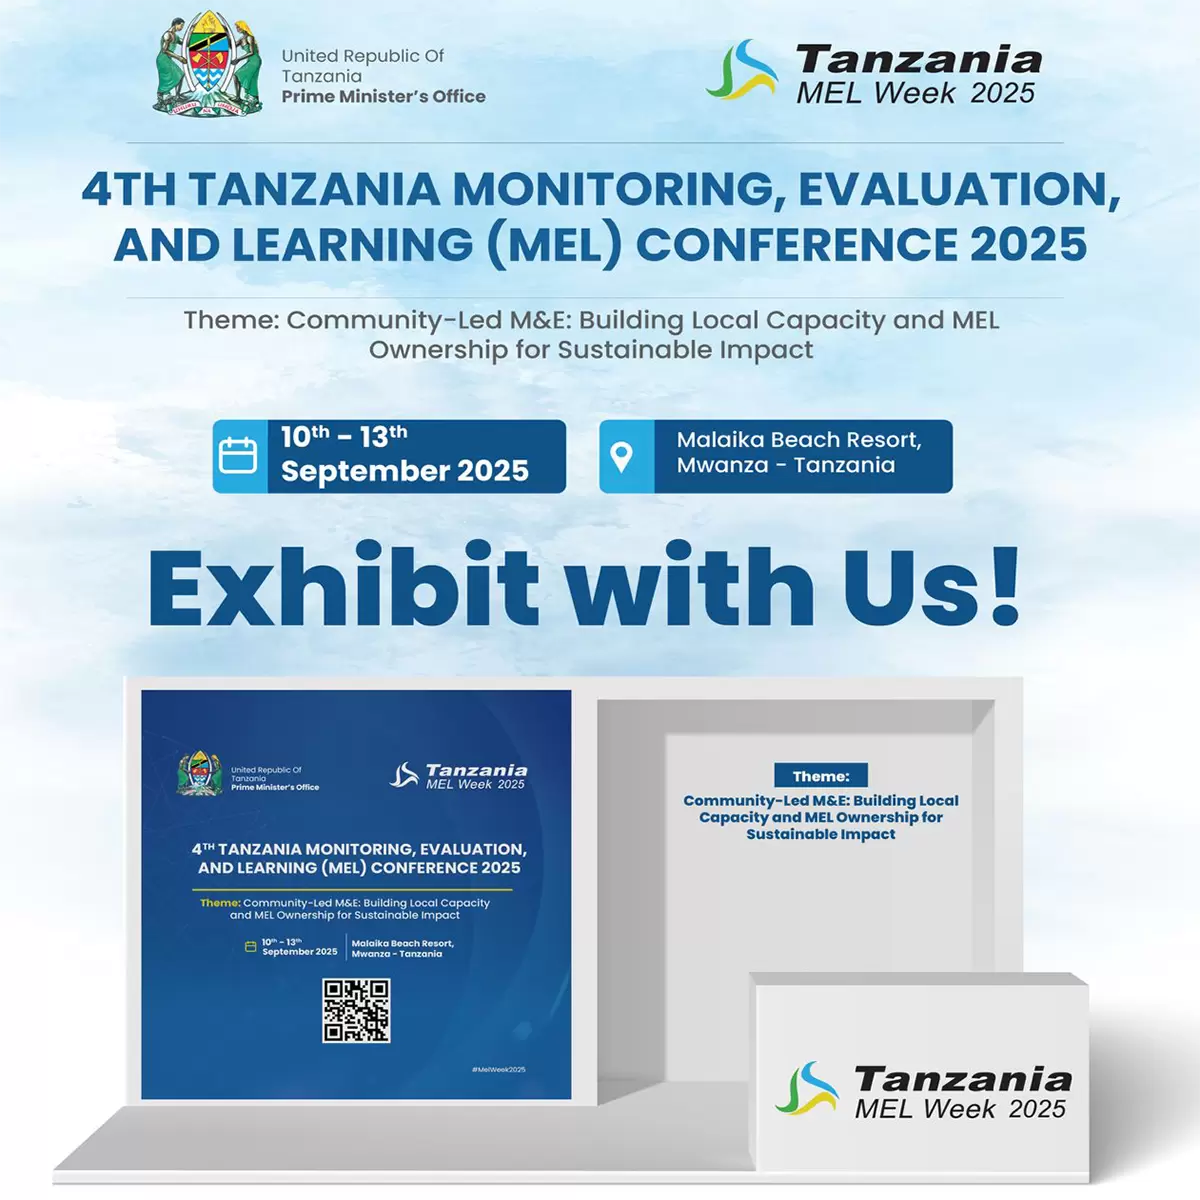 United Republic Of
Tanzania
Prime Minister's Office
Tanzania
MEL Week 2025
4TH TANZANIA MONITORING, EVALUATION,
AND LEARNING (MEL) CONFERENCE 2025
Theme: Community-Led M&E: Building Local Capacity and MEL
Ownership for Sustainable Impact
10th - 13th
September 2025
Malaika Beach Resort,
Mwanza - Tanzania
Exhibit with Us!
United Republic Of
Tanzania
Prime Minister's Office
Tanzania
MEL Week 2025
4TH TANZANIA MONITORING, EVALUATION,
AND LEARNING (MEL) CONFERENCE 2025
Theme: Community-Led M&E: Building Local Capacity
and MEL Ownership for Sustainable Impact
10th - 13th
September 2025
Malaika Beach Resort,
Mwanza - Tanzania
#MelWeek2025
Theme:
Community-Led M&E: Building Local
Capacity and MEL Ownership for
Sustainable Impact
Tanzania
MEL Week 2025